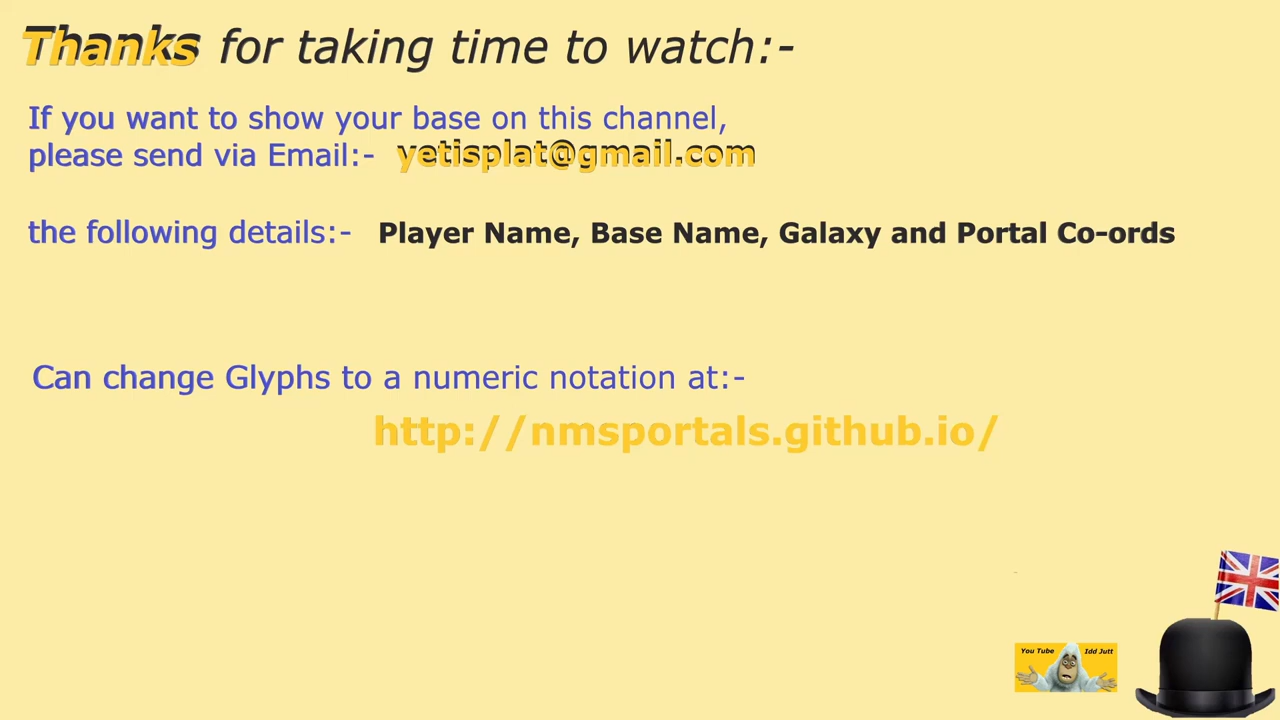 Thanks for taking time to watch:-
If you want to show your base on this channel,
please send via Email:- yetisplat@gmail.com
the following details:- Player Name, Base Name, Galaxy and Portal Co-ords
Can change Glyphs to a numeric notation at:-
http://nmsportals.github.io/
You Tube Idd Jutt